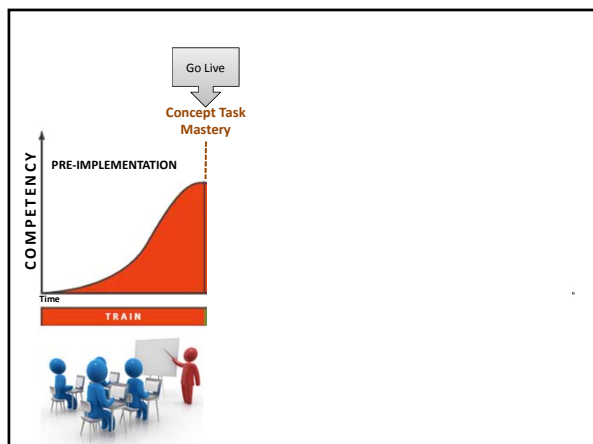 Go Live
Concept Task
Mastery
PRE-IMPLEMENTATION
COMPETENCY
Time
TRAIN